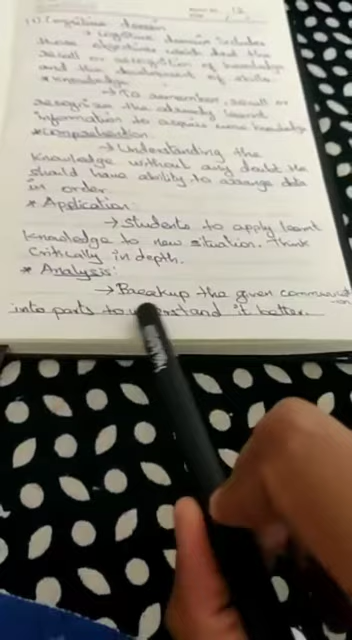 (i) Cognitive domain
→ Cognitive domain includes
those objectives which deal the
recall or recognition of knowledge
and the development of skills
* Knowledge
→ To remember, recall or
recognise the already learnt
information to acquire more knowledge
* Comprehention
→ Understanding the
knowledge without any doubt. He
should have ability to arrange data
in order
* Application:
→ Students to apply learnt
knowledge to new situation. Think
Critically in depth.
* Analysis:
→ Breakup the given communicat
ion
into parts to understand it better.